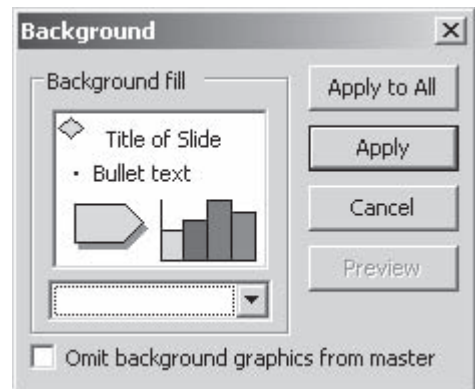 Background
Background fill
Title of Slide
• Bullet text
Apply to All
Apply
Cancel
Preview
Omit background graphics from master